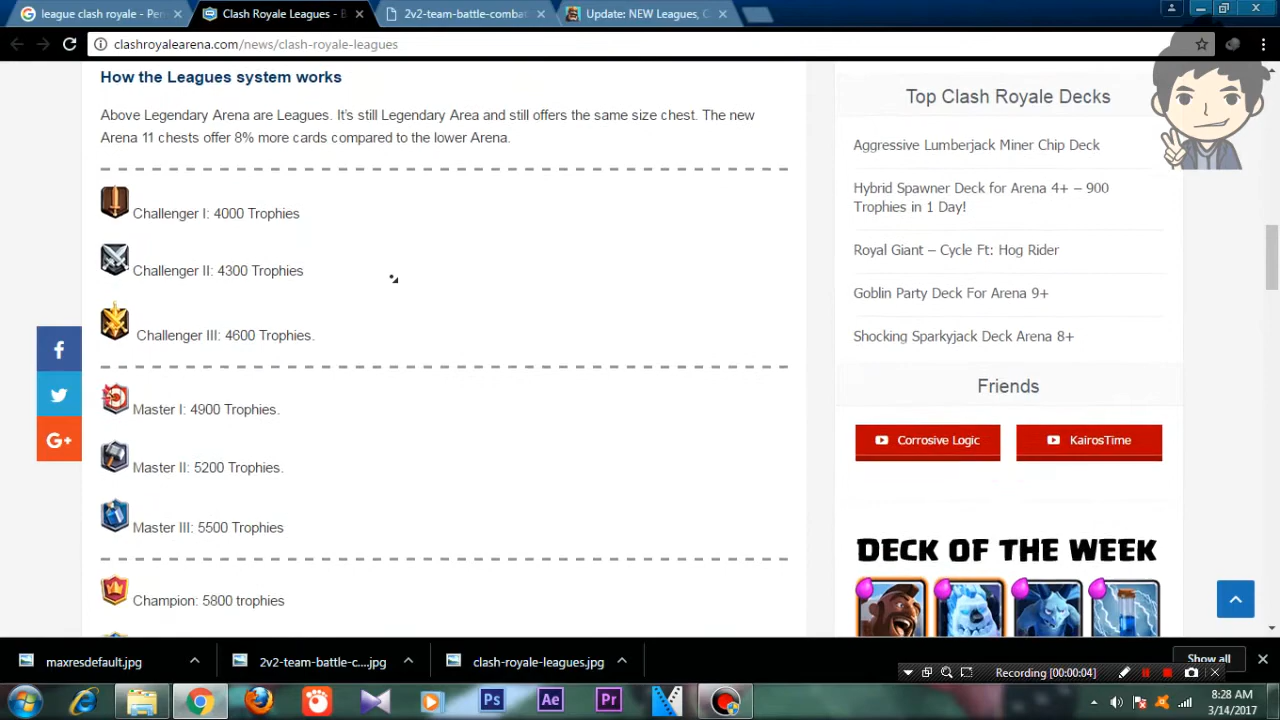 league clash royale - Pen
Clash Royale Leagues - B
2v2-team-battle-combat
Update: NEW Leagues, C
clashroyalearena.com/news/clash-royale-leagues
How the Leagues system works
Above Legendary Arena are Leagues. It's still Legendary Area and still offers the same size chest. The new
Arena 11 chests offer 8% more cards compared to the lower Arena.
Challenger I: 4000 Trophies
Challenger II: 4300 Trophies
Challenger III: 4600 Trophies.
Master I: 4900 Trophies.
Master II: 5200 Trophies.
Master III: 5500 Trophies
Champion: 5800 trophies
f
G+
Top Clash Royale Decks
Aggressive Lumberjack Miner Chip Deck
Hybrid Spawner Deck for Arena 4+ – 900
Trophies in 1 Day!
Royal Giant – Cycle Ft: Hog Rider
Goblin Party Deck For Arena 9+
Shocking Sparkyjack Deck Arena 8+
Friends
Corrosive Logic
KairosTime
DECK OF THE WEEK
maxresdefault.jpg
2v2-team-battle-c....jpg
clash-royale-leagues.jpg
Show all
Recording [00:00:04]
Ps
Ae
Pr
8:28 AM
3/14/2017